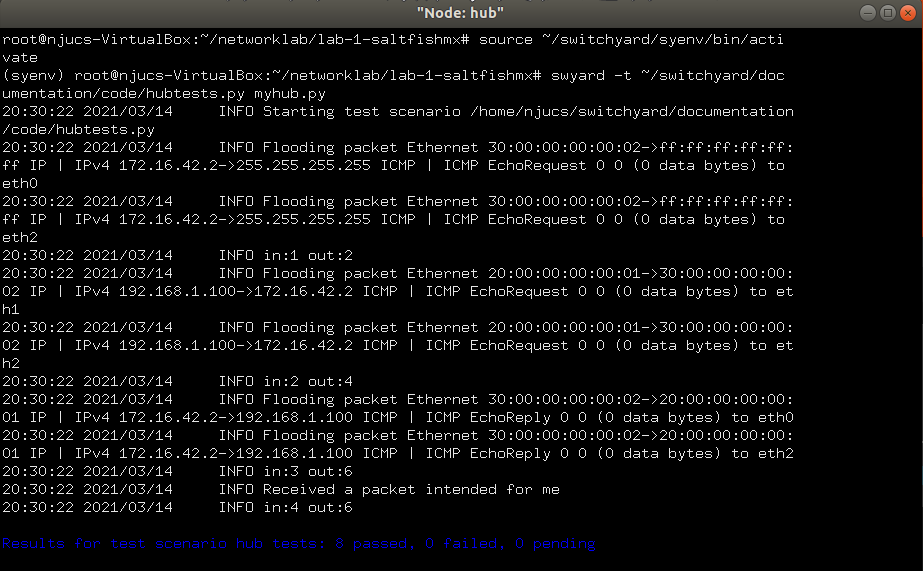 "Node: hub"
root@njucs-VirtualBox:~/networklab/lab-1-saltfishmx# source ~/switchyard/syenv/bin/acti
vate
(syenv) root@njucs-VirtualBox:~/networklab/lab-1-saltfishmx# swyard -t ~/switchyard/doc
umentation/code/hubtests.py myhub.py
20:30:22 2021/03/14     INFO Starting test scenario /home/njucs/switchyard/documentation
/code/hubtests.py
20:30:22 2021/03/14     INFO Flooding packet Ethernet 30:00:00:00:00:02->ff:ff:ff:ff:ff:
ff IP | IPv4 172.16.42.2->255.255.255.255 ICMP | ICMP EchoRequest 0 0 (0 data bytes) to
eth0
20:30:22 2021/03/14     INFO Flooding packet Ethernet 30:00:00:00:00:02->ff:ff:ff:ff:ff:
ff IP | IPv4 172.16.42.2->255.255.255.255 ICMP | ICMP EchoRequest 0 0 (0 data bytes) to
eth2
20:30:22 2021/03/14     INFO in:1 out:2
20:30:22 2021/03/14     INFO Flooding packet Ethernet 20:00:00:00:00:01->30:00:00:00:00:
02 IP | IPv4 192.168.1.100->172.16.42.2 ICMP | ICMP EchoRequest 0 0 (0 data bytes) to et
h1
20:30:22 2021/03/14     INFO Flooding packet Ethernet 20:00:00:00:00:01->30:00:00:00:00:
02 IP | IPv4 192.168.1.100->172.16.42.2 ICMP | ICMP EchoRequest 0 0 (0 data bytes) to et
h2
20:30:22 2021/03/14     INFO in:2 out:4
20:30:22 2021/03/14     INFO Flooding packet Ethernet 30:00:00:00:00:02->20:00:00:00:00:
01 IP | IPv4 172.16.42.2->192.168.1.100 ICMP | ICMP EchoReply 0 0 (0 data bytes) to eth0
20:30:22 2021/03/14     INFO Flooding packet Ethernet 30:00:00:00:00:02->20:00:00:00:00:
01 IP | IPv4 172.16.42.2->192.168.1.100 ICMP | ICMP EchoReply 0 0 (0 data bytes) to eth2
20:30:22 2021/03/14     INFO in:3 out:6
20:30:22 2021/03/14     INFO Received a packet intended for me
20:30:22 2021/03/14     INFO in:4 out:6
Results for test scenario hub tests: 8 passed, 0 failed, 0 pending